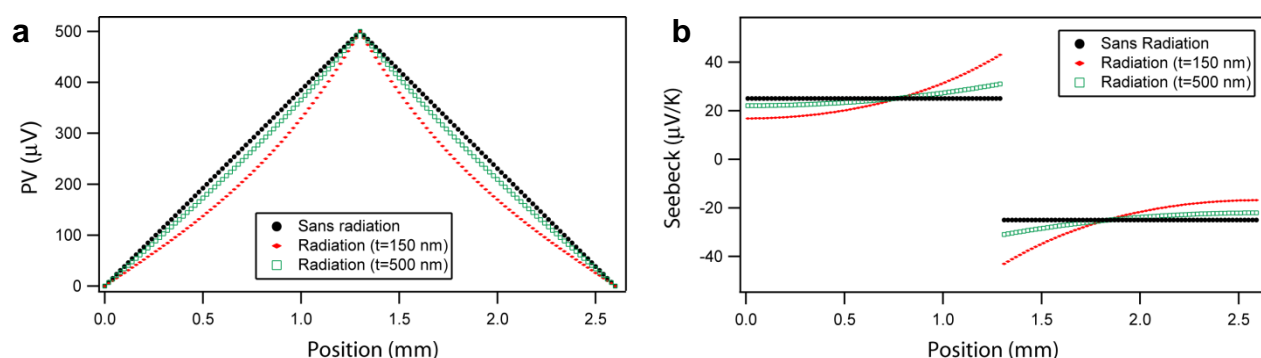 a
PV (μV)
500
400
300
200
100
0
Sans radiation
Radiation (t=150 nm)
Radiation (t=500 nm)
0.0 0.5 1.0 1.5 2.0 2.5
Position (mm)
b
Seebeck (μV/K)
40
20
0
-20
-40
Sans Radiation
Radiation (t=150 nm)
Radiation (t=500 nm)
0.0 0.5 1.0 1.5 2.0 2.5
Position (mm)